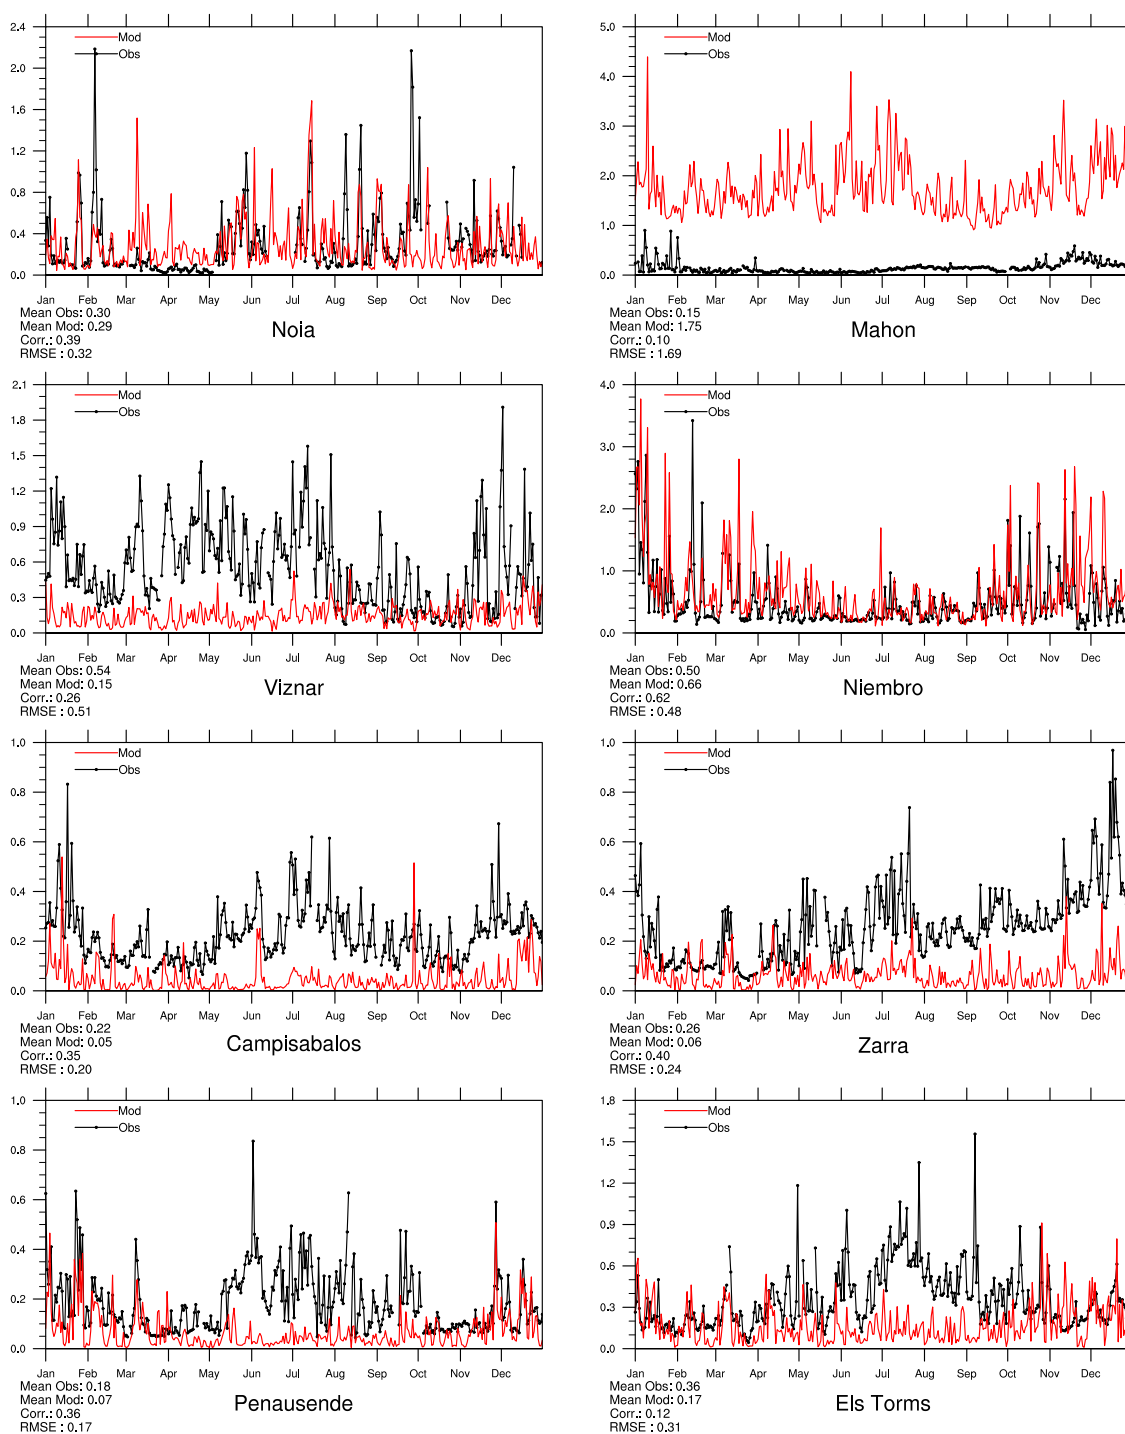 2.4
2.0
1.6
1.2
0.8
0.4
0.0
Mod
Obs
Jan Feb Mar Apr May Jun Jul Aug Sep Oct Nov Dec
Mean Obs: 0.30
Mean Mod: 0.29
Corr.: 0.39
RMSE : 0.32
Noia
5.0
4.0
3.0
2.0
1.0
0.0
Mod
Obs
Jan Feb Mar Apr May Jun Jul Aug Sep Oct Nov Dec
Mean Obs: 0.15
Mean Mod: 1.75
Corr.: 0.10
RMSE : 1.69
Mahon
2.1
1.8
1.5
1.2
0.9
0.6
0.3
0.0
Mod
Obs
Jan Feb Mar Apr May Jun Jul Aug Sep Oct Nov Dec
Mean Obs: 0.54
Mean Mod: 0.15
Corr.: 0.26
RMSE : 0.51
Viznar
4.0
3.0
2.0
1.0
0.0
Mod
Obs
Jan Feb Mar Apr May Jun Jul Aug Sep Oct Nov Dec
Mean Obs: 0.50
Mean Mod: 0.66
Corr.: 0.62
RMSE : 0.48
Niembro
1.0
0.8
0.6
0.4
0.2
0.0
Mod
Obs
Jan Feb Mar Apr May Jun Jul Aug Sep Oct Nov Dec
Mean Obs: 0.22
Mean Mod: 0.05
Corr.: 0.35
RMSE : 0.20
Campisabalos
1.0
0.8
0.6
0.4
0.2
0.0
Mod
Obs
Jan Feb Mar Apr May Jun Jul Aug Sep Oct Nov Dec
Mean Obs: 0.26
Mean Mod: 0.06
Corr.: 0.40
RMSE : 0.24
Zarra
1.0
0.8
0.6
0.4
0.2
0.0
Mod
Obs
Jan Feb Mar Apr May Jun Jul Aug Sep Oct Nov Dec
Mean Obs: 0.18
Mean Mod: 0.07
Corr.: 0.36
RMSE : 0.17
Penausende
1.8
1.5
1.2
0.9
0.6
0.3
0.0
Mod
Obs
Jan Feb Mar Apr May Jun Jul Aug Sep Oct Nov Dec
Mean Obs: 0.36
Mean Mod: 0.17
Corr.: 0.12
RMSE : 0.31
Els Torms